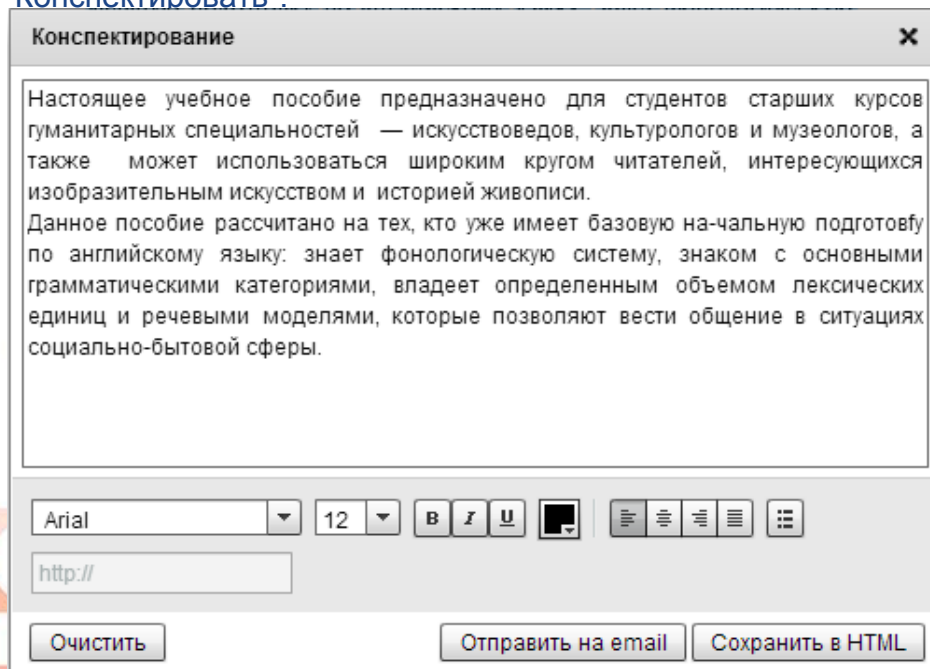 "Конспектировать".
Конспектирование
Настоящее учебное пособие предназначено для студентов старших курсов
гуманитарных специальностей — искусствоведов, культурологов и музеологов, а
также может использоваться широким кругом читателей, интересующихся
изобразительным искусством и историей живописи.
Данное пособие рассчитано на тех, кто уже имеет базовую на-чальную подготовfy
по английскому языку: знает фонологическую систему, знаком с основными
грамматическими категориями, владеет определенным объемом лексических
единиц и речевыми моделями, которые позволяют вести общение в ситуациях
социально-бытовой сферы.
Arial 12 B I U
http://
Очистить Отправить на email Сохранить в HTML